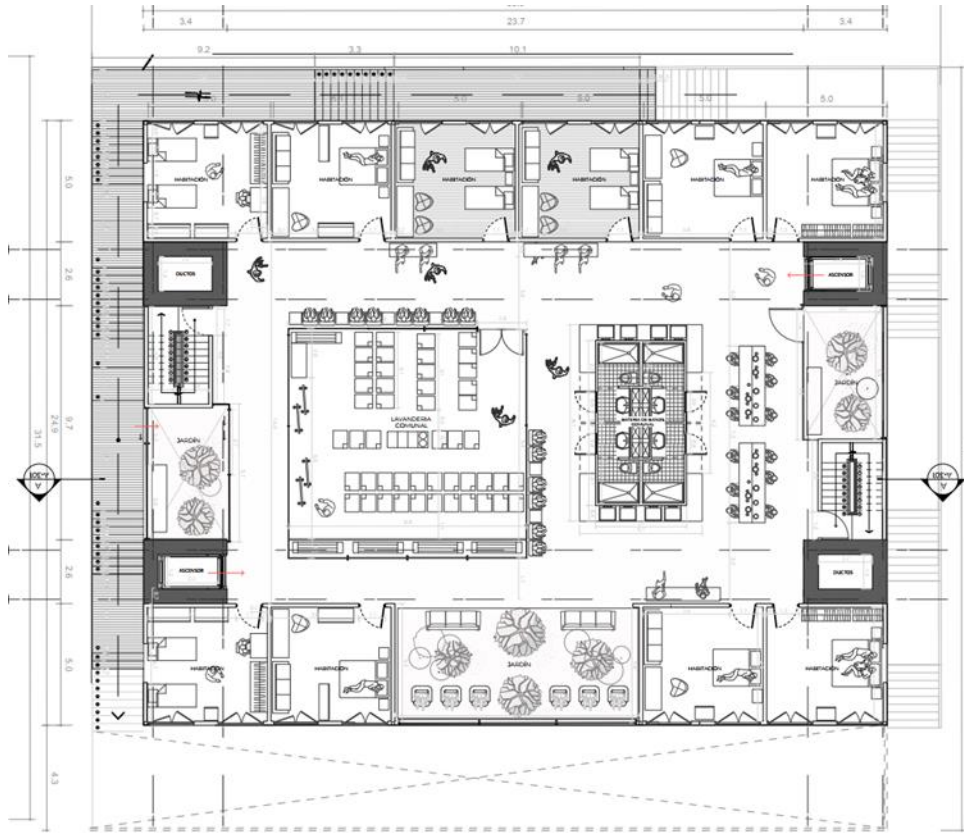 23.7
3.4
3.4
9.2
3.3
10.1
5.0
5.0
5.0
5.0
HABITACIÓN
HABITACIÓN
HABITACIÓN
HABITACIÓN
HABITACIÓN
HABITACIÓN
5.0
DUCTOS
ASCENSOR
2.6
LAVANDERIA
COMUNAL
JARDÍN
JARDÍN
9.7
24.9
31.5
A
A-301
A
A-301
ASCENSOR
DUCTOS
2.6
HABITACIÓN
HABITACIÓN
JARDÍN
HABITACIÓN
HABITACIÓN
5.0
4.3